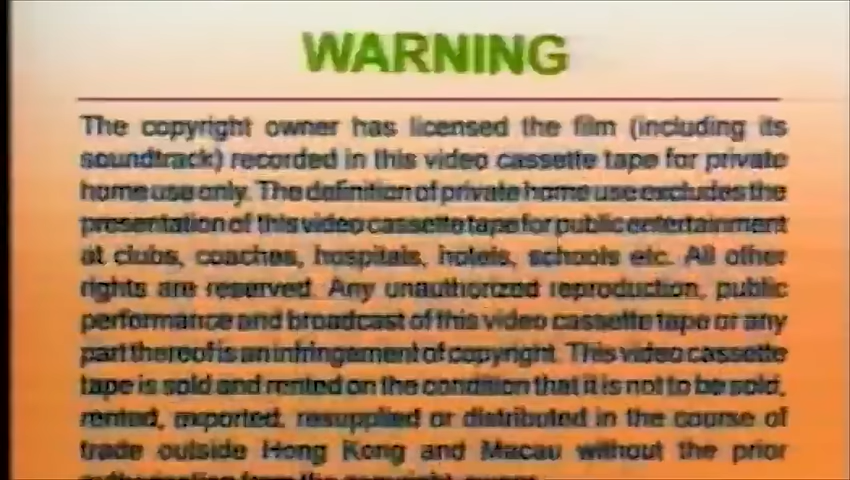 WARNING
The copyright owner has licensed the film (including its
soundtrack) recorded in this video cassette tape for private
home use only. The definition of private home use excludes the
presentation of this video cassette tape for public entertainment
at clubs, coaches, hospitals, hotels, schools etc. All other
rights are reserved. Any unauthorized reproduction, public
performance and broadcast of this video cassette tape or any
part thereof is an infringement of copyright. This video cassette
tape is sold and rented on the condition that it is not to be sold,
rented, exported, resupplied or distributed in the course of
trade outside Hong Kong and Macau without the prior
from the copyright owner